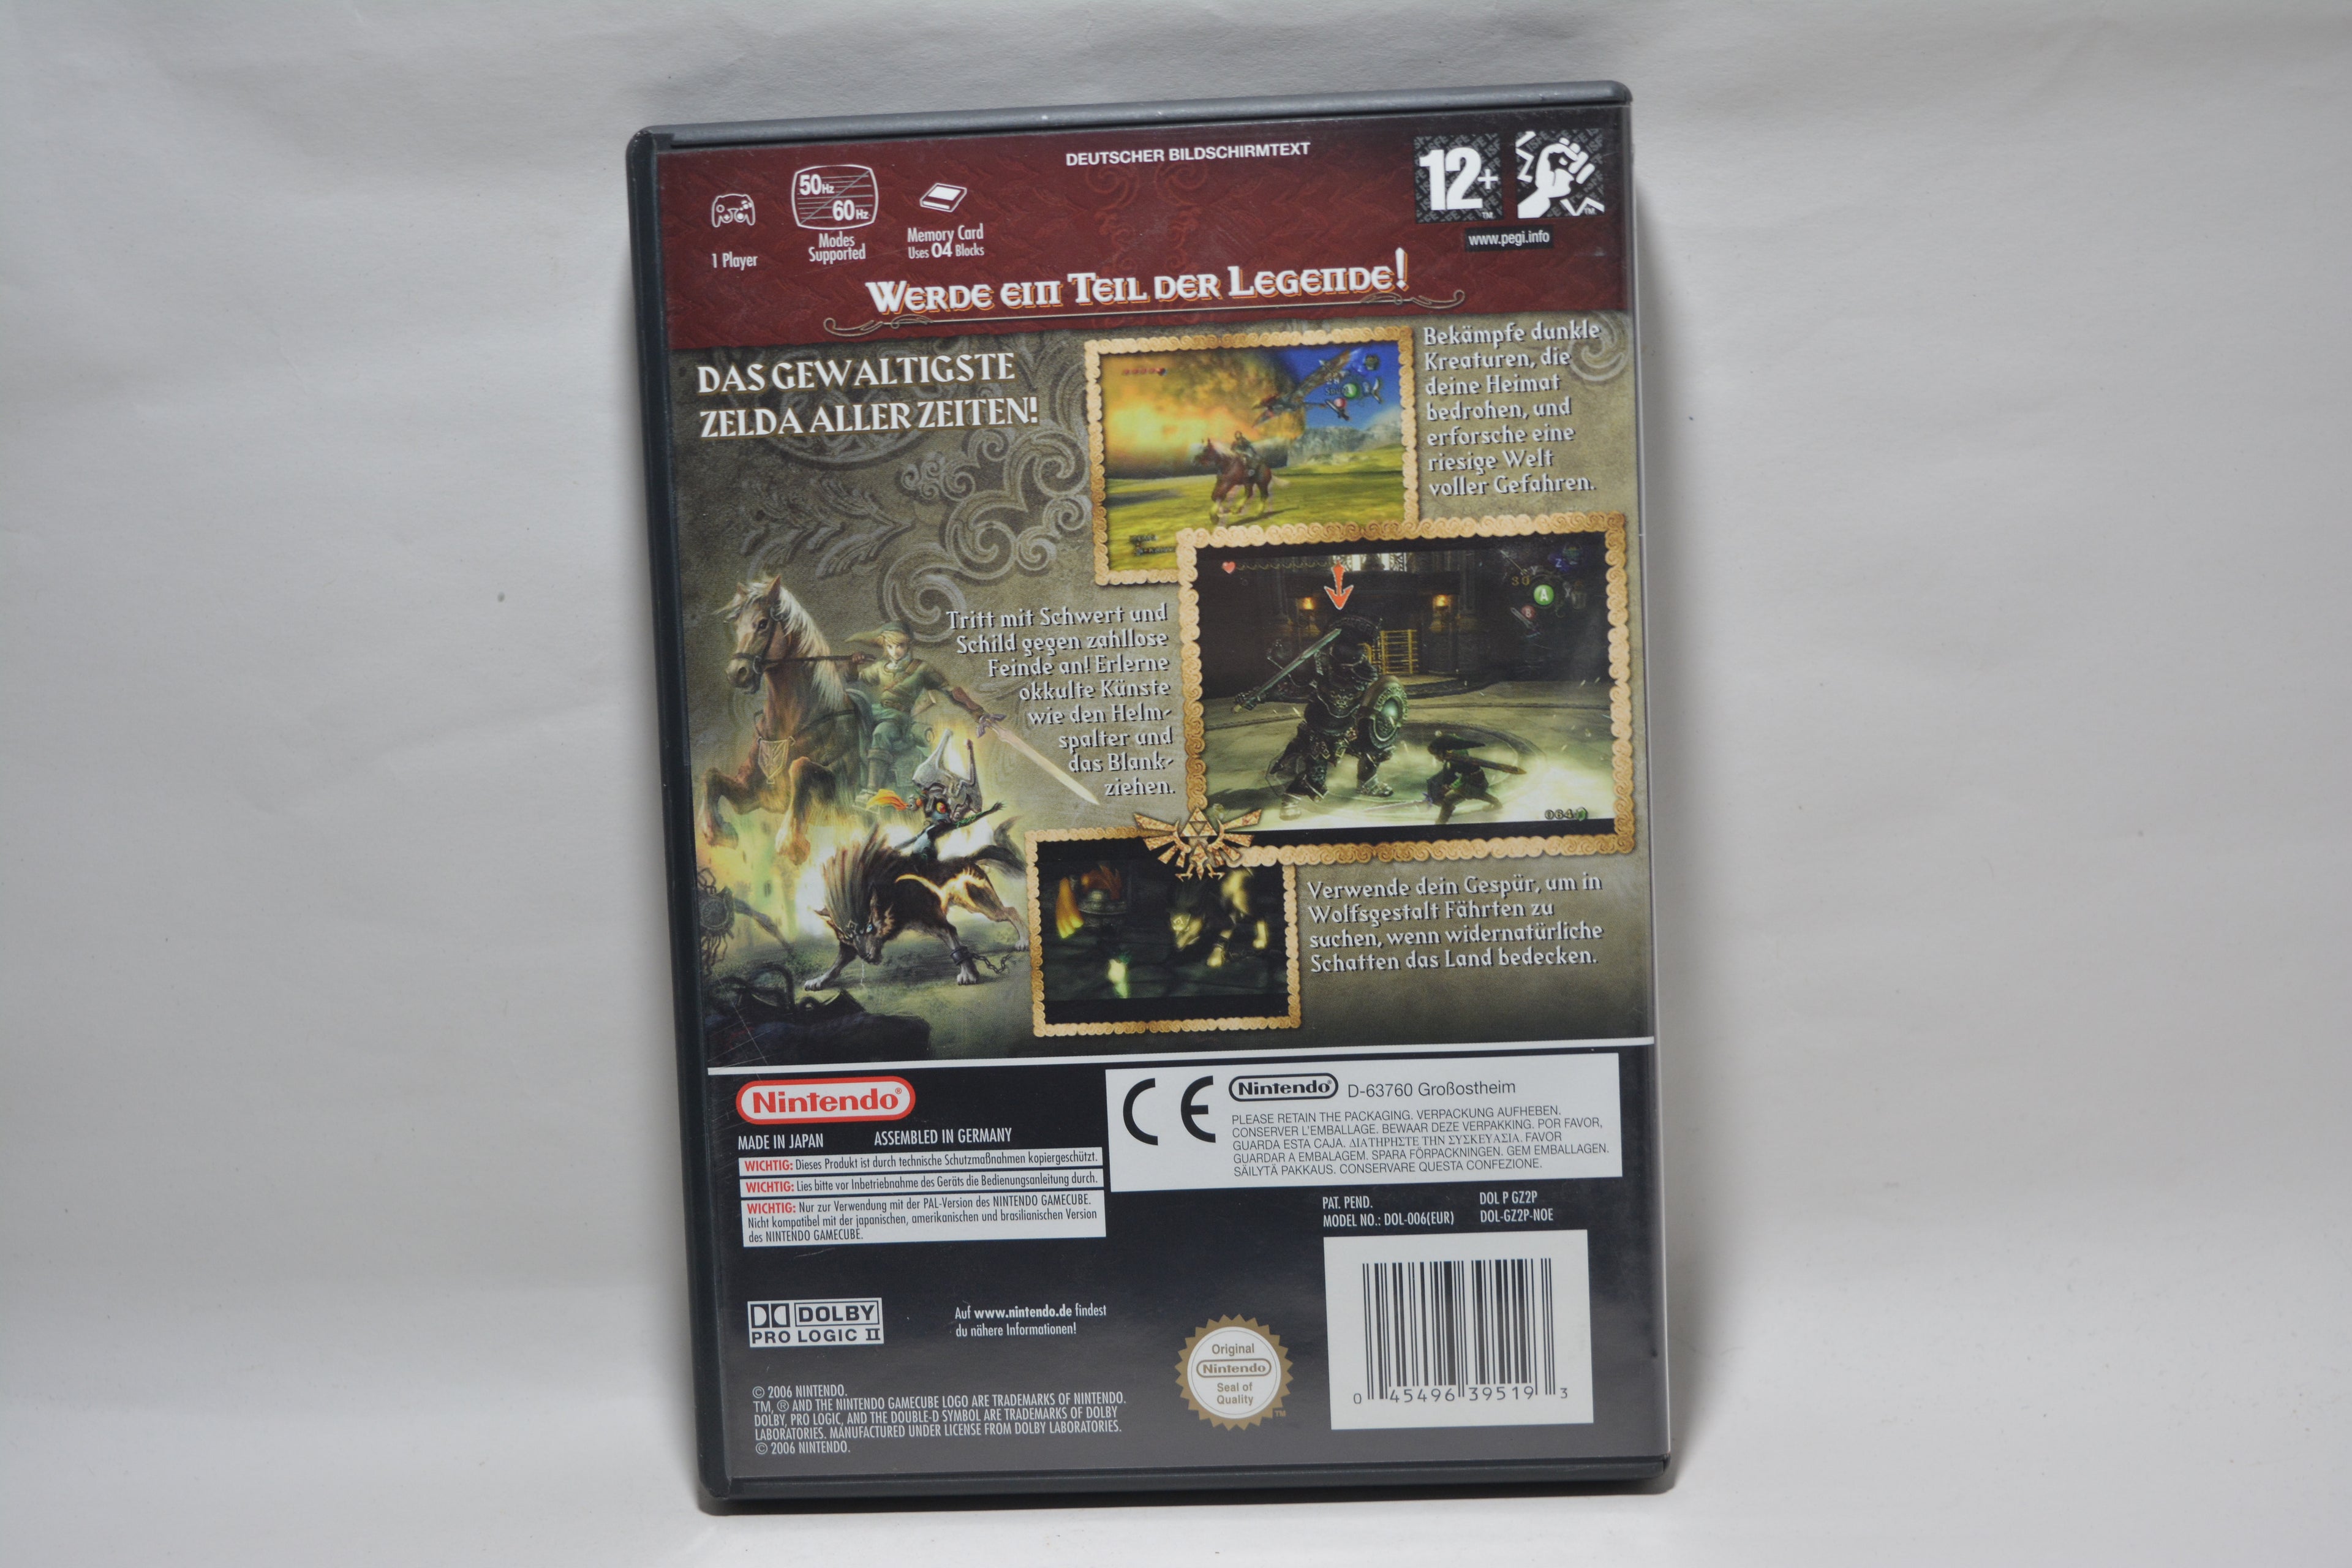 DEUTSCHER BILDSCHIRMTEXT
12+
TM
TM
www.pegi.info
50Hz
60Hz
1 Player
Modes
Supported
Memory Card
Uses 04 Blocks
WERDE EIN TEIL DER LEGENDE!
DAS GEWALTIGSTE
ZELDA ALLER ZEITEN!
Bekämpfe dunkle
Kreaturen, die
deine Heimat
bedrohen, und
erforsche eine
riesige Welt
voller Gefahren.
Tritt mit Schwert und
Schild gegen zahllose
Feinde an! Erlerne
okkulte Künste
wie den Helm-
spalter und
das Blank-
ziehen.
A
Verwende dein Gespür, um in
Wolfsgestalt Fährten zu
suchen, wenn widernatürliche
Schatten das Land bedecken.
Nintendo®
MADE IN JAPAN ASSEMBLED IN GERMANY
WICHTIG: Dieses Produkt ist durch technische Schutzmaßnahmen kopiergeschützt.
WICHTIG: Lies bitte vor Inbetriebnahme des Geräts die Bedienungsanleitung durch.
WICHTIG: Nur zur Verwendung mit der PAL-Version des NINTENDO GAMECUBE.
Nicht kompatibel mit der japanischen, amerikanischen und brasilianischen Version
des NINTENDO GAMECUBE.
CE
Nintendo® D-63760 Großostheim
PLEASE RETAIN THE PACKAGING. VERPACKUNG AUFHEBEN.
CONSERVER L'EMBALLAGE. BEWAAR DEZE VERPAKKING. POR FAVOR,
GUARDA ESTA CAJA. ΔΙΑΤΗΡΗΣΤΕ ΤΗΝ ΣΥΣΚΕΥΑΣΙΑ. FAVOR
GUARDAR A EMBALAGEM. SPARA FÖRPACKNINGEN. GEM EMBALLAGEN.
SÄILYTÄ PAKKAUS. CONSERVARE QUESTA CONFEZIONE.
PAT. PEND. DOL P GZ2P
MODEL NO.: DOL-006(EUR) DOL-GZ2P-NOE
DOLBY
PRO LOGIC II
Auf www.nintendo.de findest
du nähere Informationen!
Original
Nintendo
Seal of
Quality
TM
0 45496 39519 3
© 2006 NINTENDO.
TM, ® AND THE NINTENDO GAMECUBE LOGO ARE TRADEMARKS OF NINTENDO.
DOLBY, PRO LOGIC, AND THE DOUBLE-D SYMBOL ARE TRADEMARKS OF DOLBY
LABORATORIES. MANUFACTURED UNDER LICENSE FROM DOLBY LABORATORIES.
© 2006 NINTENDO.